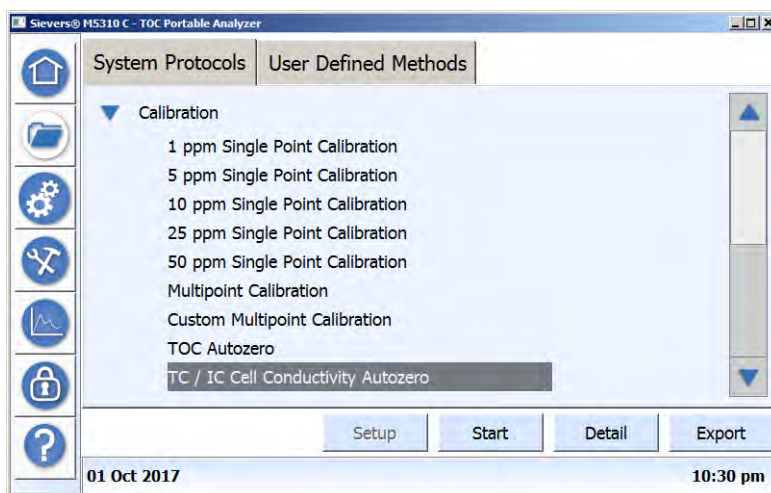 Sievers® M5310 C - TOC Portable Analyzer
System Protocols User Defined Methods
Calibration
1 ppm Single Point Calibration
5 ppm Single Point Calibration
10 ppm Single Point Calibration
25 ppm Single Point Calibration
50 ppm Single Point Calibration
Multipoint Calibration
Custom Multipoint Calibration
TOC Autozero
TC / IC Cell Conductivity Autozero
Setup Start Detail Export
?
01 Oct 2017 10:30 pm